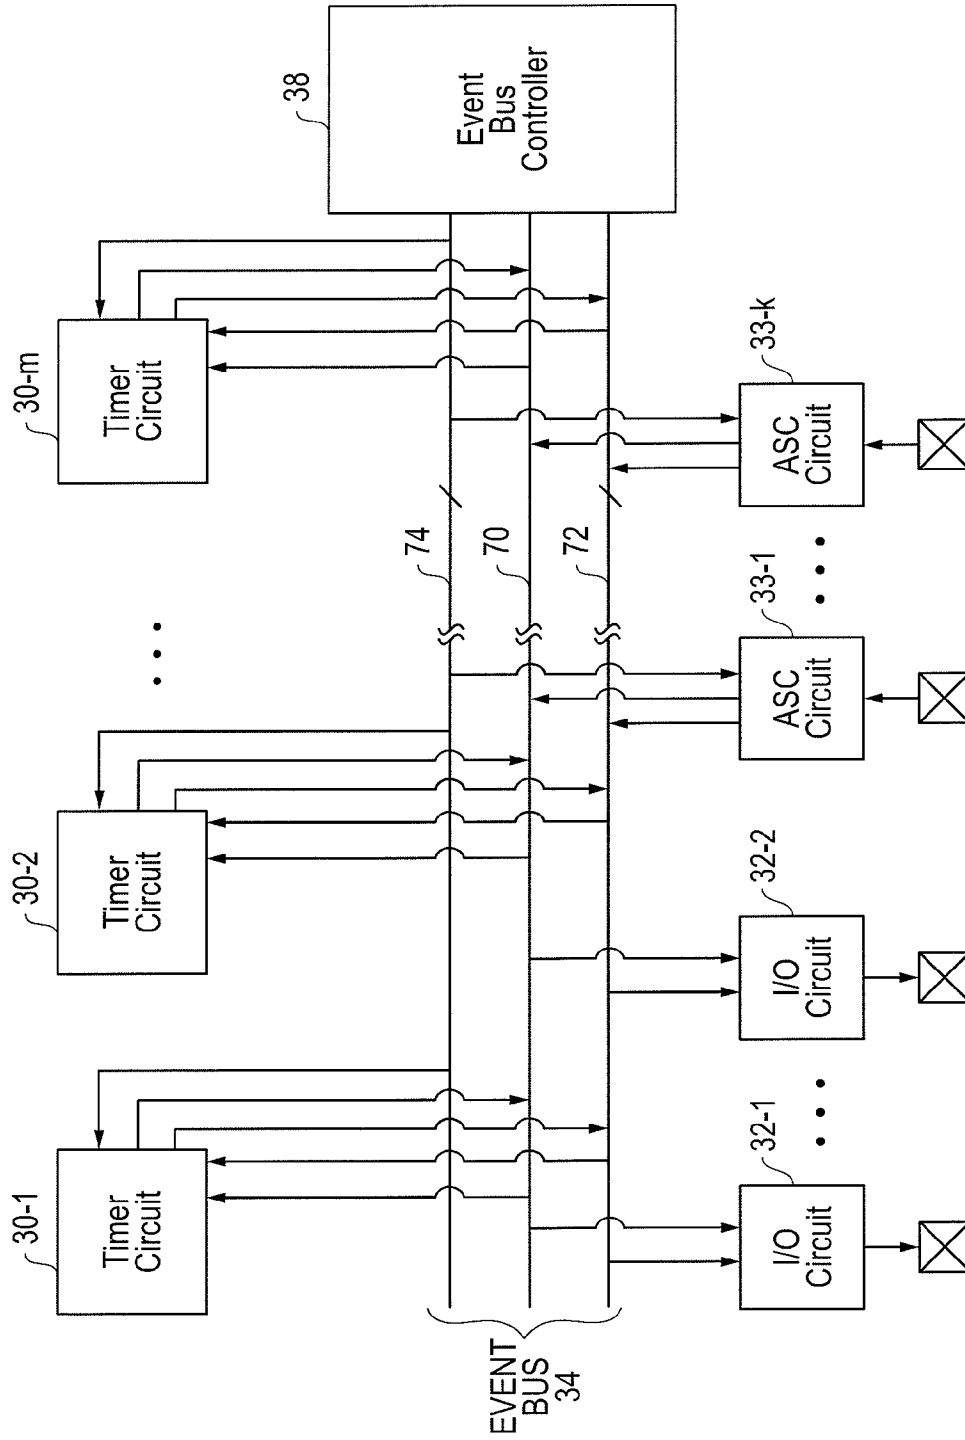 30-1
Timer
Circuit
30-2
Timer
Circuit
30-m
Timer
Circuit
38
Event
Bus
Controller
EVENT
BUS
34
74
70
72
32-1
I/O
Circuit
32-2
I/O
Circuit
33-1
ASC
Circuit
33-k
ASC
Circuit